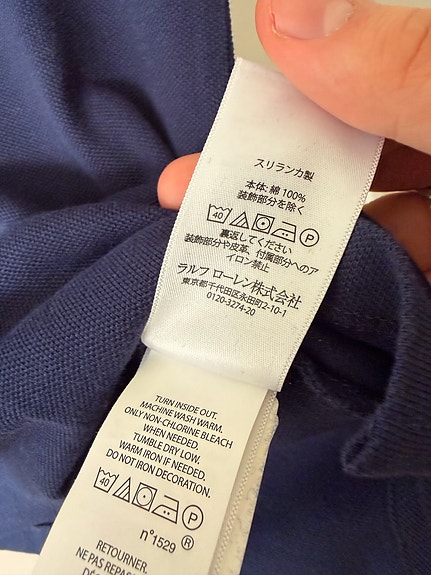 スリランカ製
本体: 綿 100%
装飾部分を除く
40 P
裏返してください
装飾部分や皮革、付属部分へのア
イロン禁止
ラルフ ローレン株式会社
東京都千代田区永田町2-10-1
0120-3274-20
TURN INSIDE OUT.
MACHINE WASH WARM.
ONLY NON-CHLORINE BLEACH
WHEN NEEDED.
TUMBLE DRY LOW.
WARM IRON IF NEEDED.
DO NOT IRON DECORATION.
40 P
n°1529 ®
RETOURNER.
NE PAS REPAS